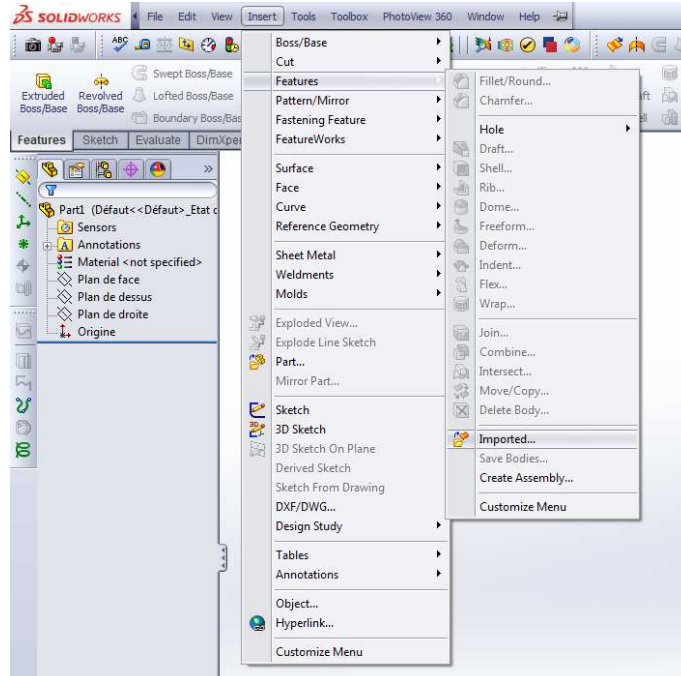 SOLIDWORKS File Edit View Insert Tools Toolbox PhotoView 360 Window Help
ABC
Extruded Boss/Base
Revolved Boss/Base
Swept Boss/Base
Lofted Boss/Base
Boundary Boss/Bas
Features Sketch Evaluate DimXper
Part1 (Défaut<<Défaut>_Etat c
Sensors
Annotations
Material <not specified>
Plan de face
Plan de dessus
Plan de droite
Origine
Boss/Base
Cut
Features
Pattern/Mirror
Fastening Feature
FeatureWorks
Surface
Face
Curve
Reference Geometry
Sheet Metal
Weldments
Molds
Exploded View...
Explode Line Sketch
Part...
Mirror Part...
Sketch
3D Sketch
3D Sketch On Plane
Derived Sketch
Sketch From Drawing
DXF/DWG...
Design Study
Tables
Annotations
Object...
Hyperlink...
Customize Menu
Fillet/Round...
Chamfer...
Hole
Draft...
Shell...
Rib...
Dome...
Freeform...
Deform...
Indent...
Flex...
Wrap...
Join...
Combine...
Intersect...
Move/Copy...
Delete Body...
Imported...
Save Bodies...
Create Assembly...
Customize Menu